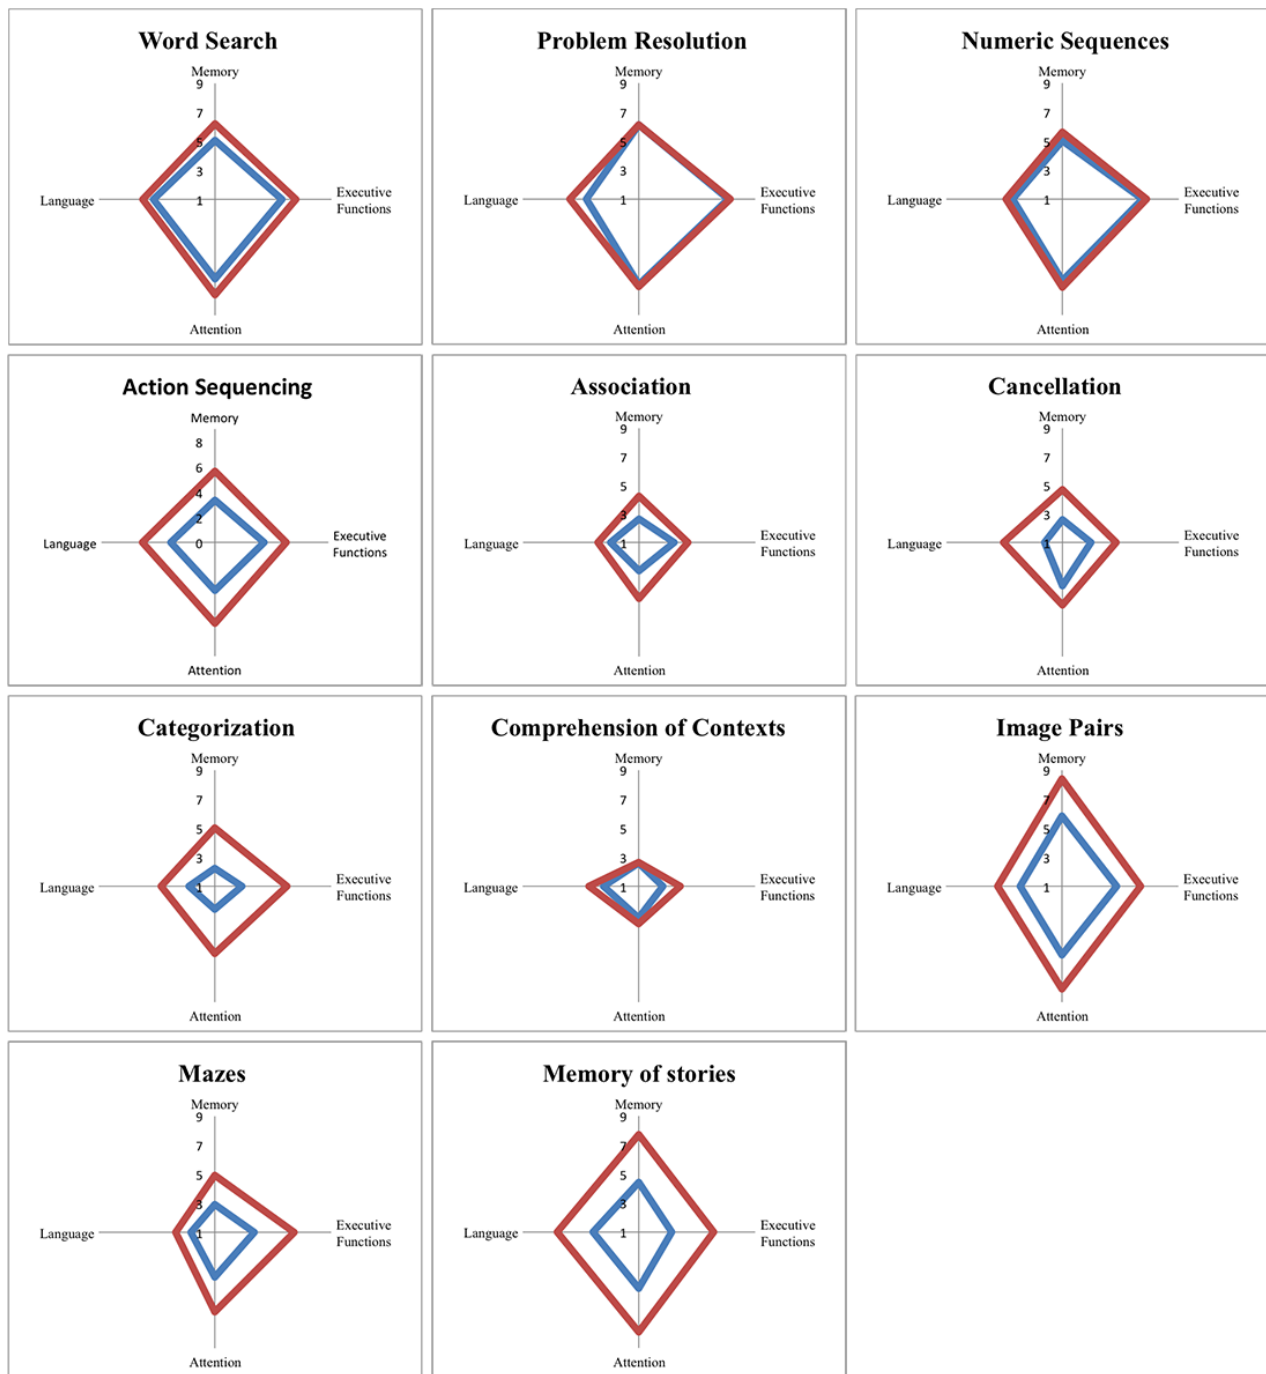 Word Search
Memory
9
7
5
3
1
Language
Executive
Functions
Attention
Problem Resolution
Memory
9
7
5
3
1
Language
Executive
Functions
Attention
Numeric Sequences
Memory
9
7
5
3
1
Language
Executive
Functions
Attention
Action Sequencing
Memory
8
6
4
2
0
Language
Executive
Functions
Attention
Association
Memory
9
7
5
3
1
Language
Executive
Functions
Attention
Cancellation
Memory
9
7
5
3
1
Language
Executive
Functions
Attention
Categorization
Memory
9
7
5
3
1
Language
Executive
Functions
Attention
Comprehension of Contexts
Memory
9
7
5
3
1
Language
Executive
Functions
Attention
Image Pairs
Memory
9
7
5
3
1
Language
Executive
Functions
Attention
Mazes
Memory
9
7
5
3
1
Language
Executive
Functions
Attention
Memory of stories
Memory
9
7
5
3
1
Language
Executive
Functions
Attention